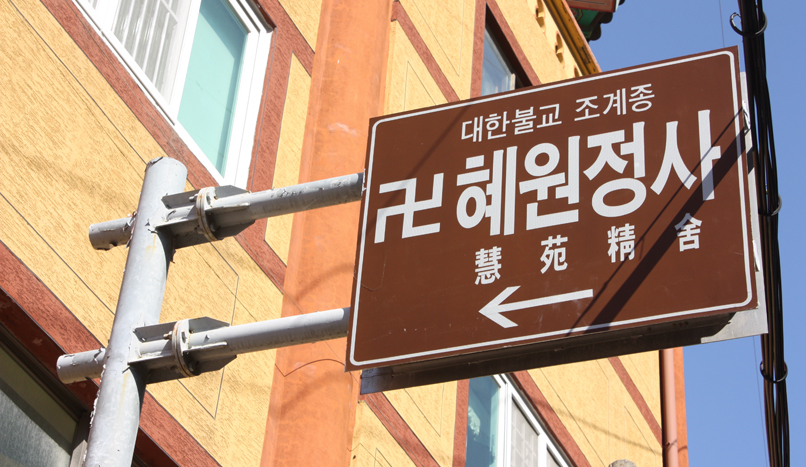 대한불교 조계종
卍 혜원정사
慧苑精舍